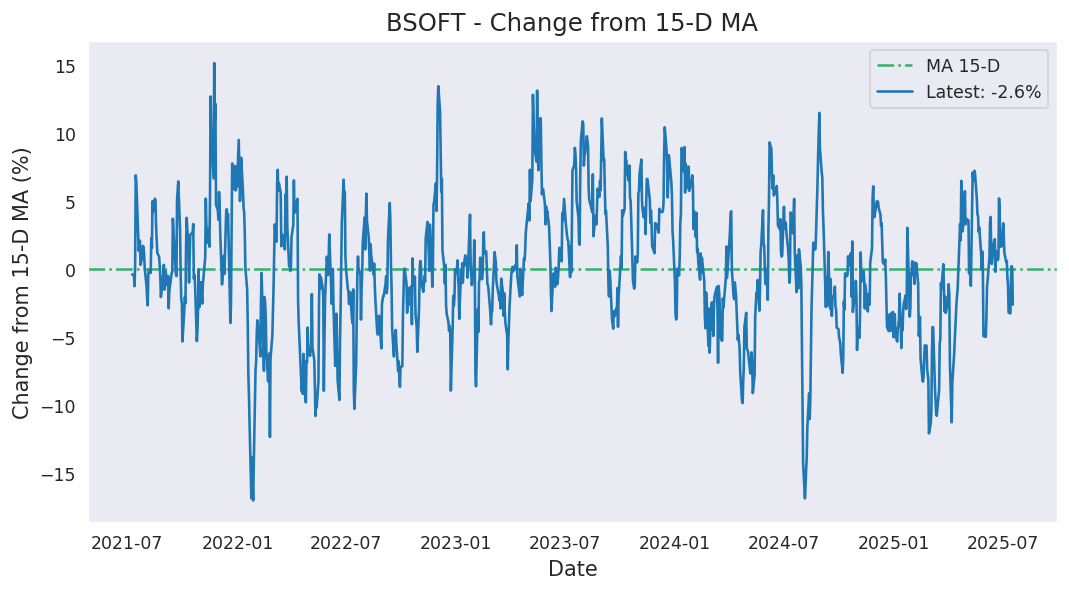 BSOFT - Change from 15-D MA
MA 15-D
Latest: -2.6%
Change from 15-D MA (%)
15
10
5
0
−5
−10
−15
2021-07 2022-01 2022-07 2023-01 2023-07 2024-01 2024-07 2025-01 2025-07
Date